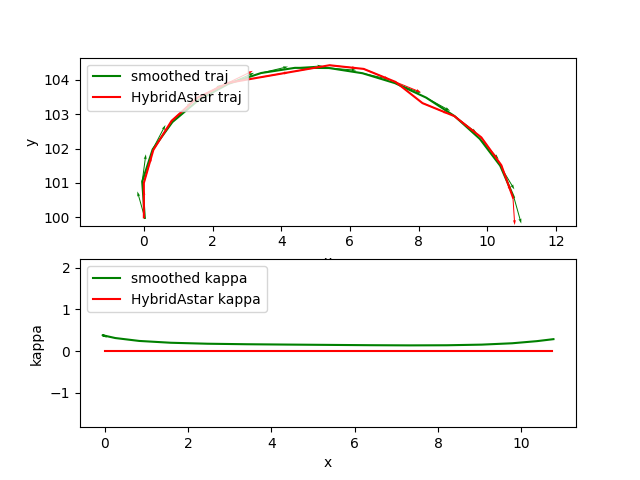 smoothed traj
HybridAstar traj
104
103
102
101
100
y
0 2 4 6 8 10 12
smoothed kappa
HybridAstar kappa
2
1
0
−1
kappa
0 2 4 6 8 10
x